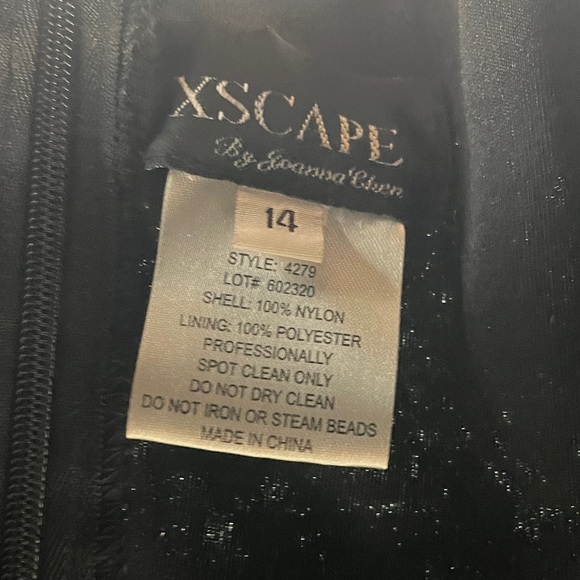 XSCAPE
By Joanna Chen
14
STYLE: 4279
LOT# 602320
SHELL: 100% NYLON
LINING: 100% POLYESTER
PROFESSIONALLY
SPOT CLEAN ONLY
DO NOT DRY CLEAN
DO NOT IRON OR STEAM BEADS
MADE IN CHINA